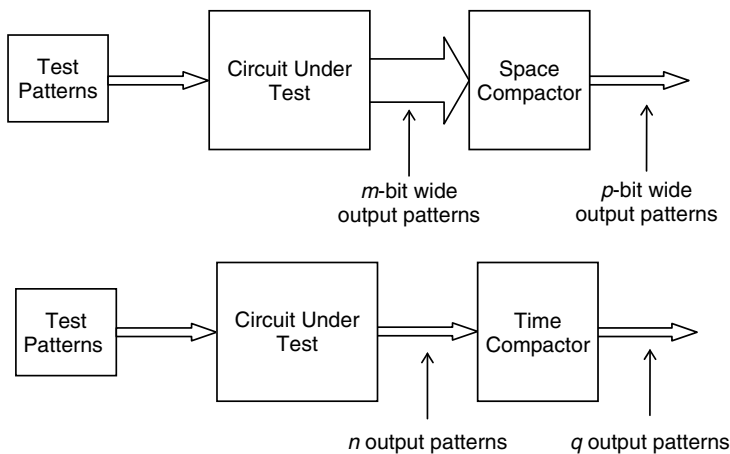 Test
Patterns
Circuit Under
Test
Space
Compactor
m-bit wide
output patterns
p-bit wide
output patterns
Test
Patterns
Circuit Under
Test
Time
Compactor
n output patterns
q output patterns